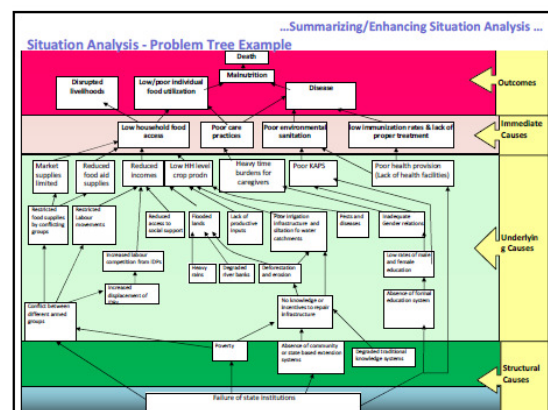 ...Summarizing/Enhancing Situation Analysis ...
Situation Analysis - Problem Tree Example
Death
Malnutrition
Disrupted
livelihoods
Low/poor individual
food utilization
Disease
Outcomes
Immediate
Causes
Low household food
access
Poor care
practices
Poor environmental
sanitation
low immunization rates & lack of
proper treatment
Market
supplies
limited
Reduced
food aid
supplies
Reduced
incomes
Low HH level
crop prodn
Heavy time
burdens for
caregivers
Poor KAPS
Poor health provision
(Lack of health facilities)
Restricted
food supplies
by conflicting
groups
Restricted
Labour
movements
Reduced
access to
social support
Flooded
lands
Lack of
productive
inputs
Poor irrigation
infrastructure and
siltation fo water
catchments
Pests and
diseases
Inadequate
Gender relations
Underlyin
g Causes
Increased labour
competition from IDPs
Heavy
rains
Degraded
river banks
Deforestation
and erosion
Low rates of male
and female
education
Increased
displacement of
Absence of formal
education system
Conflict between
different armed
groups
No knowledge or
incentives to repair
infrastructure
Poverty
Absence of community
or state based extension
systems
Degraded traditional
knowledge systems
Structural
Causes
Failure of state institutions